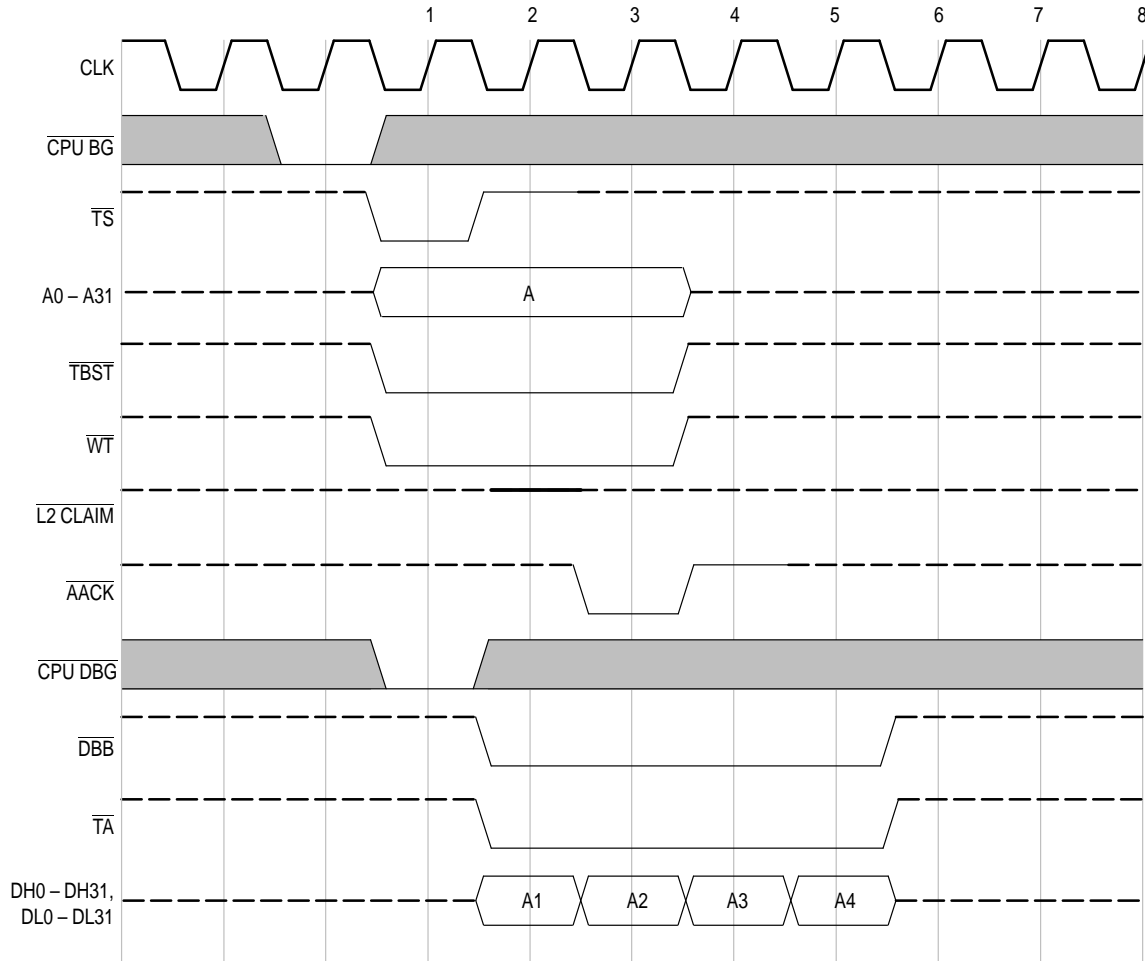 1 2 3 4 5 6 7 8
CLK
CPU BG
TS
A0 – A31
A
TBST
WT
L2 CLAIM
AACK
CPU DBG
DBB
TA
DH0 – DH31,
DL0 – DL31
A1 A2 A3 A4